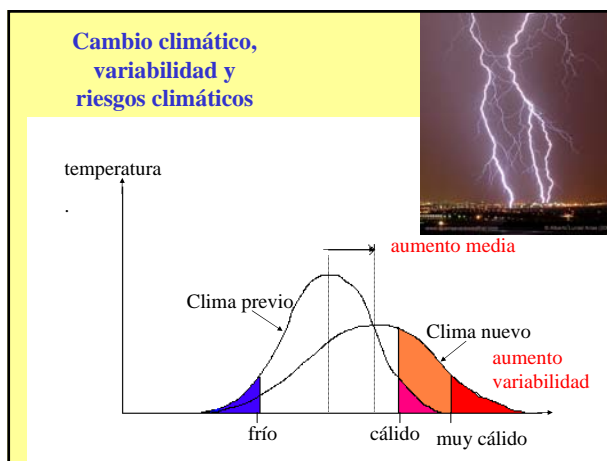 Cambio climático,
variabilidad y
riesgos climáticos
temperatura
.
aumento media
Clima previo
Clima nuevo
aumento
variabilidad
frío
cálido
muy cálido